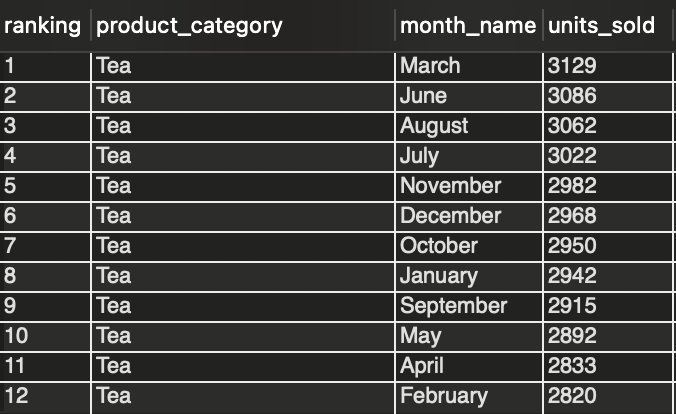 ranking product_category month_name units_sold
1 Tea March 3129
2 Tea June 3086
3 Tea August 3062
4 Tea July 3022
5 Tea November 2982
6 Tea December 2968
7 Tea October 2950
8 Tea January 2942
9 Tea September 2915
10 Tea May 2892
11 Tea April 2833
12 Tea February 2820